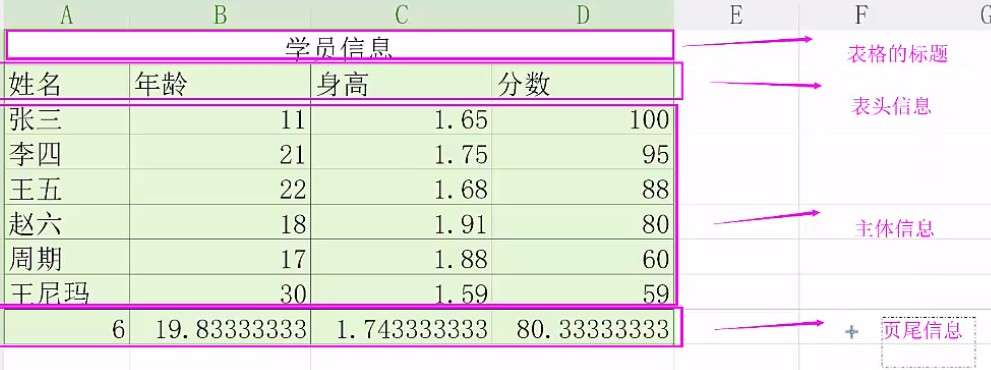 A B C D E F G
学员信息
表格的标题
姓名 年龄 身高 分数
表头信息
张三 11 1.65 100
李四 21 1.75 95
王五 22 1.68 88
赵六 18 1.91 80
主体信息
周期 17 1.88 60
王尼玛 30 1.59 59
6 19.83333333 1.743333333 80.33333333
页尾信息